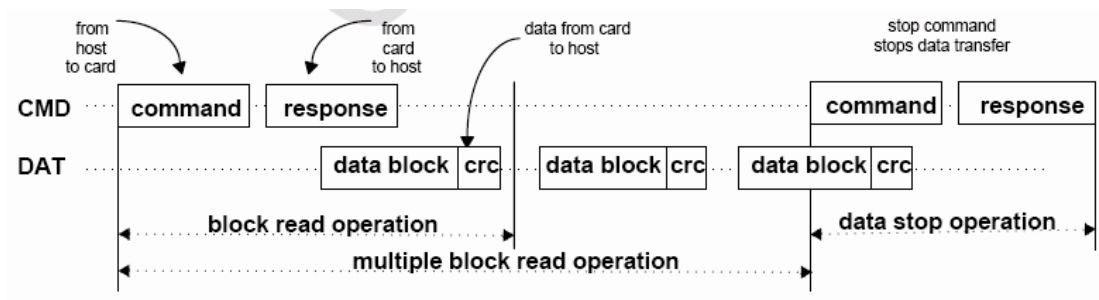 from
host
to card
from
card
to host
data from card
to host
stop command
stops data transfer
CMD command response command response
DAT data block crc data block crc data block crc
block read operation data stop operation
multiple block read operation